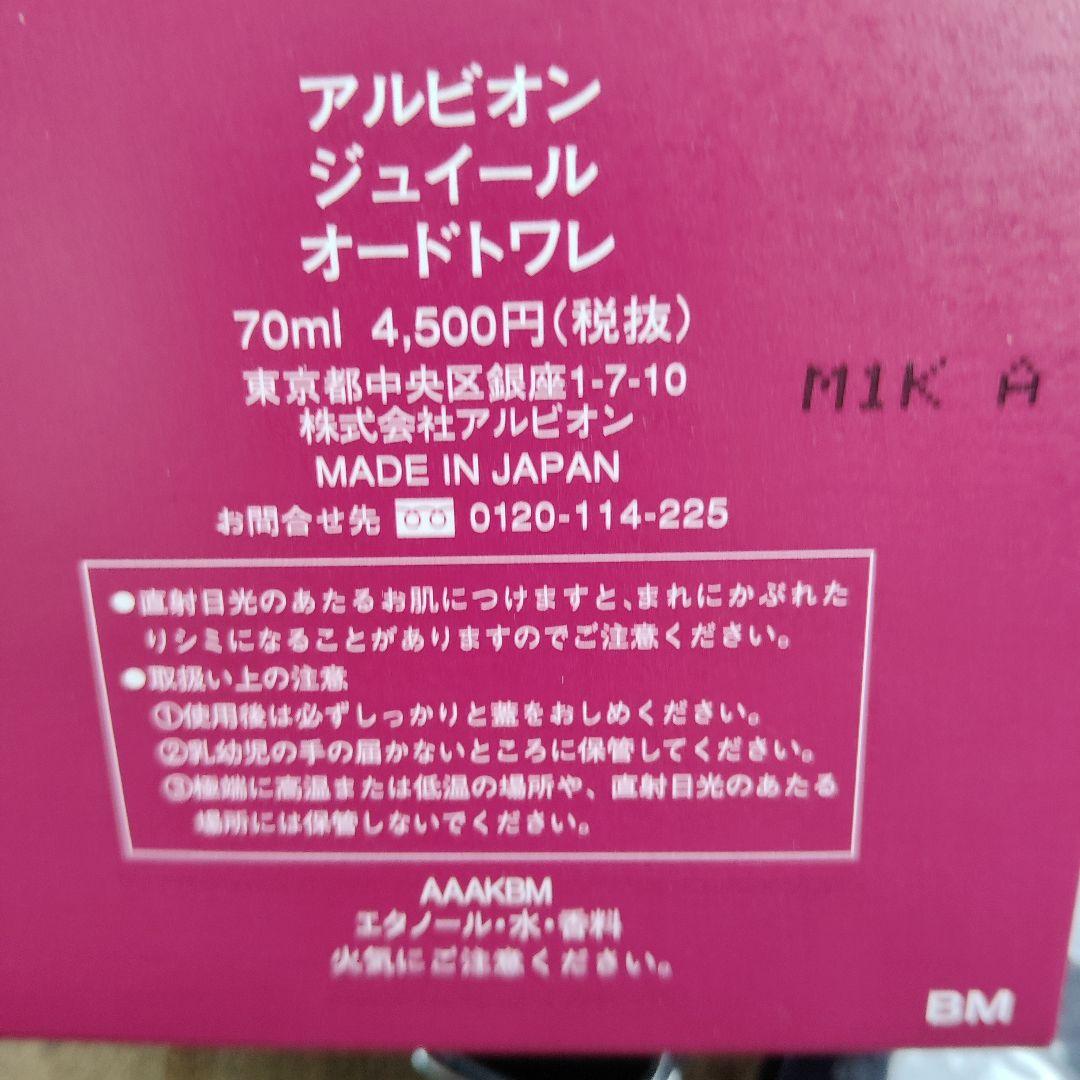 アルビオン
ジュイール
オードトワレ
70ml 4,500円(税抜)
東京都中央区銀座1-7-10
株式会社アルビオン
MADE IN JAPAN
お問合せ先 0120-114-225
M1K A
●直射日光のあたるお肌につけますと、まれにかぶれた
りシミになることがありますのでご注意ください。
●取扱い上の注意
①使用後は必ずしっかりと蓋をおしめください。
②乳幼児の手の届かないところに保管してください。
③極端に高温または低温の場所や、直射日光のあたる
場所には保管しないでください。
AAAKBM
エタノール・水・香料
火気にご注意ください。
BM